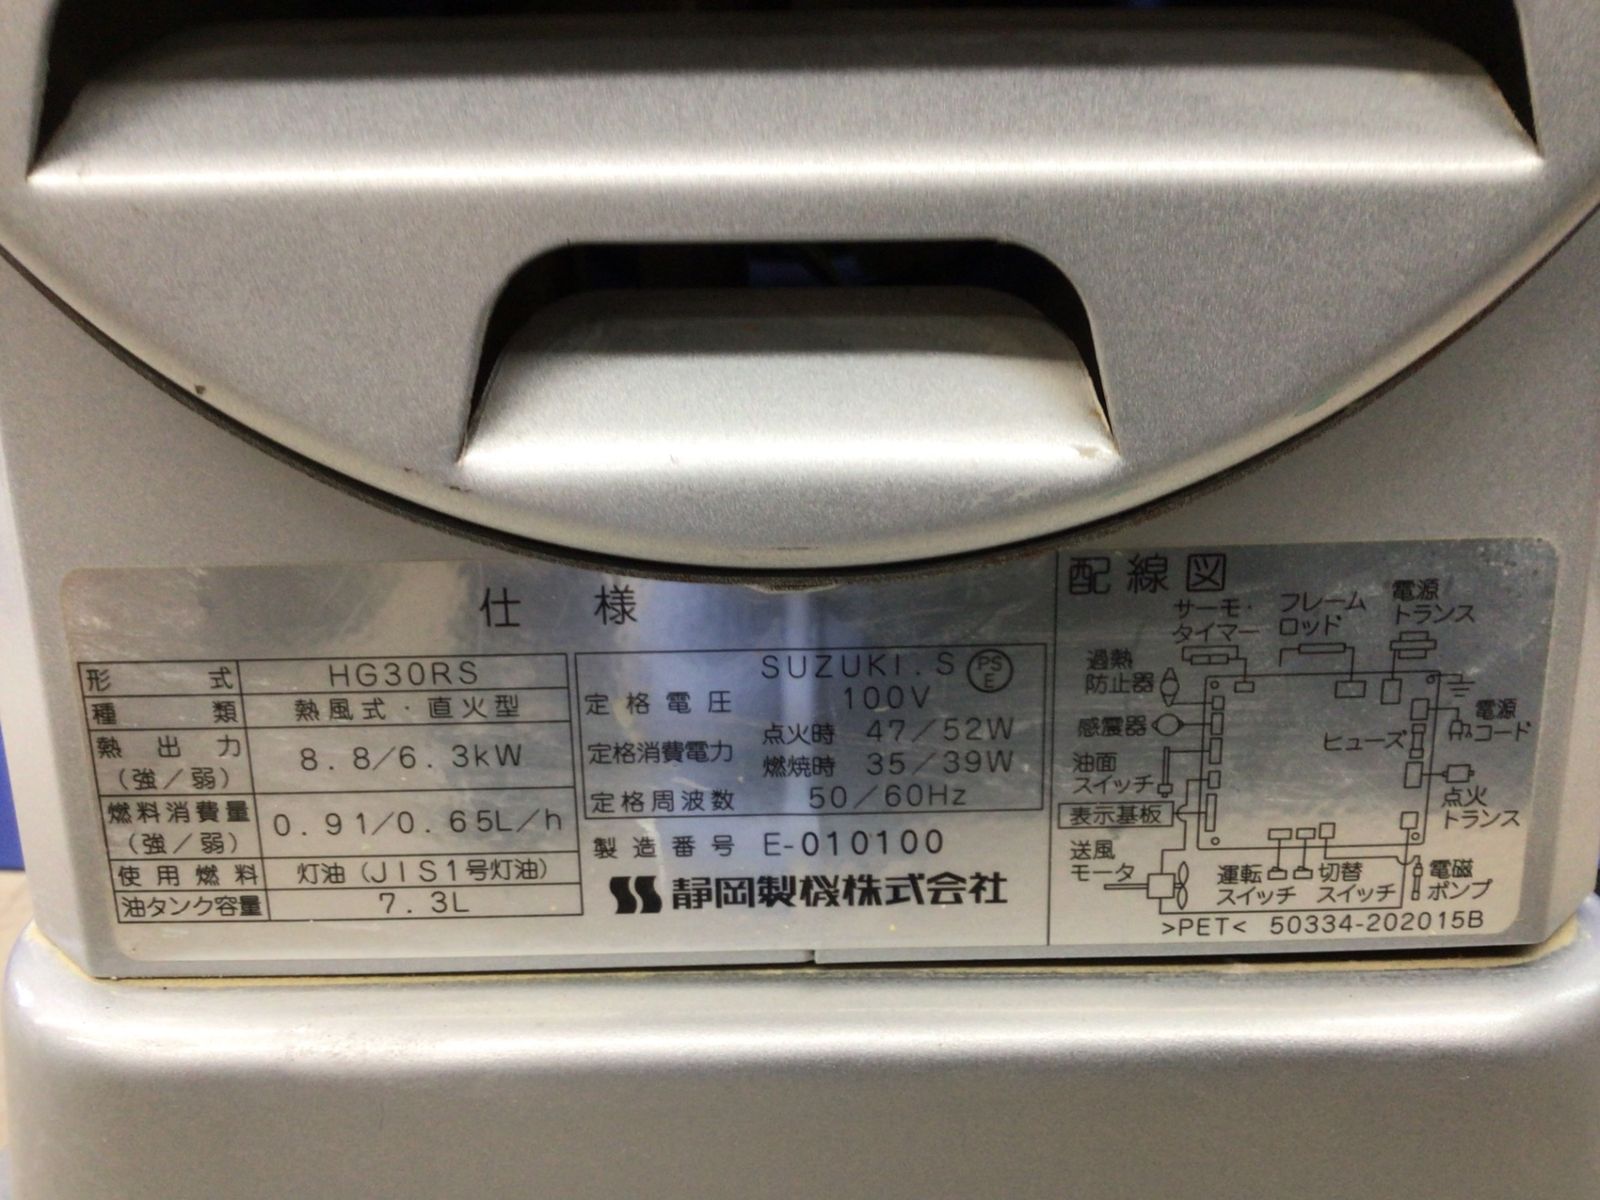 仕様
形式 HG30RS
種類 熱風式・直火型
熱出力
(強/弱) 8.8/6.3kW
燃料消費量
(強/弱) 0.91/0.65L/h
使用燃料 灯油(JIS1号灯油)
油タンク容量 7.3L
SUZUKI.S PSE
定格電圧 100V
定格消費電力 点火時 47/52W
燃焼時 35/39W
定格周波数 50/60Hz
製造番号 E-010100
静岡製機株式会社
配線図
サーモ・
タイマー
フレーム
ロッド
電源
トランス
過熱
防止器
感震器
油面
スイッチ
表示基板
送風
モータ
ヒューズ
電源
コード
点火
トランス
運転
スイッチ
切替
スイッチ
電磁
ポンプ
>PET< 50334-202015B